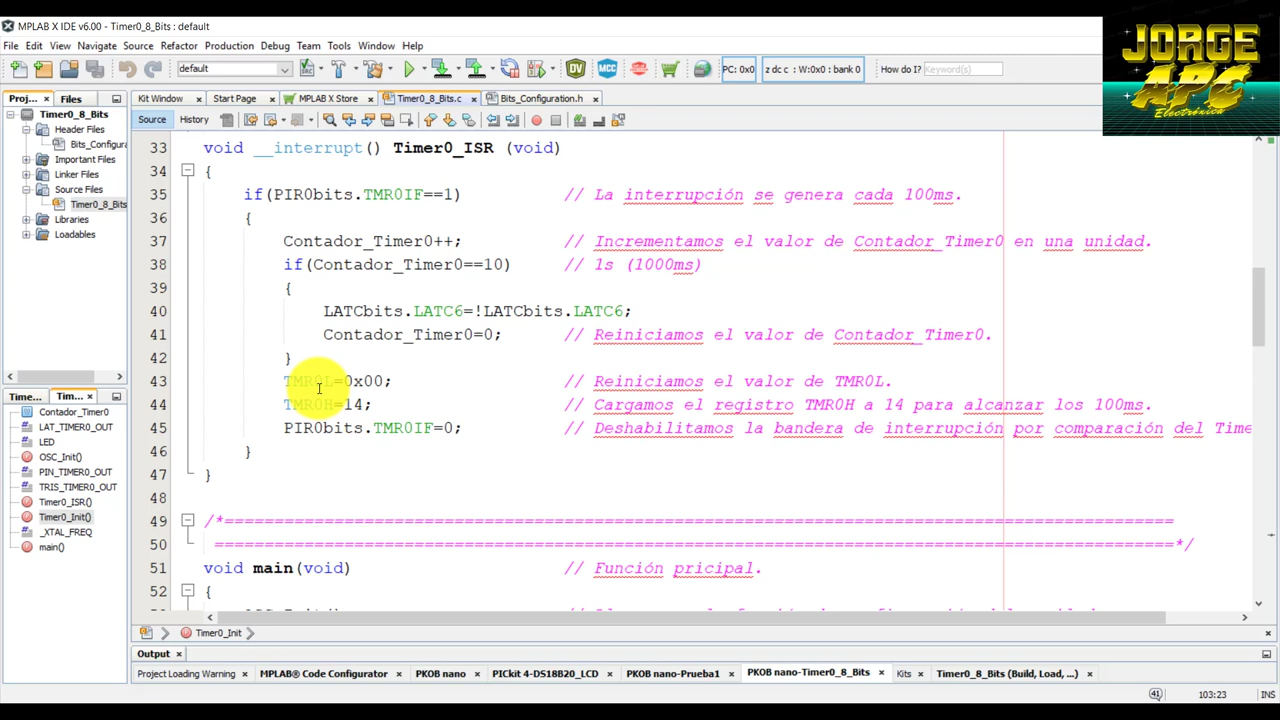 MPLAB X IDE v6.00 - Timer0_8_Bits : default
JORGE
APC
Electrónica
File Edit View Navigate Source Refactor Production Debug Team Tools Window Help
default
DV
MCC
PC: 0x0
z dc c : W:0x0 : bank 0
How do I? Keyword(s)
Proj... × Files
Kit Window × Start Page × MPLAB X Store × Timer0_8_Bits.c × Bits_Configuration.h ×
Source History
Timer0_8_Bits
Header Files
Bits_Configura
Important Files
Linker Files
Source Files
Timer0_8_Bits
Libraries
Loadables
33 void __interrupt() Timer0_ISR (void)
34 {
35 if(PIR0bits.TMR0IF==1) // La interrupción se genera cada 100ms.
36 {
37 Contador_Timer0++; // Incrementamos el valor de Contador_Timer0 en una unidad.
38 if(Contador_Timer0==10) // 1s (1000ms)
39 {
40 LATCbits.LATC6=!LATCbits.LATC6;
41 Contador_Timer0=0; // Reiniciamos el valor de Contador_Timer0.
42 }
43 TMR0L=0x00; // Reiniciamos el valor de TMR0L.
44 TMR0H=14; // Cargamos el registro TMR0H a 14 para alcanzar los 100ms.
45 PIR0bits.TMR0IF=0; // Deshabilitamos la bandera de interrupción por comparación del Time
46 }
47 }
48
49 /*================================================================================
50 ================================================================================*/
51 void main(void) // Función pricipal.
52 {
Time... Tim... ×
Contador_Timer0
LAT_TIMER0_OUT
LED
OSC_Init()
PIN_TIMER0_OUT
TRIS_TIMER0_OUT
Timer0_ISR()
Timer0_Init()
_XTAL_FREQ
main()
Timer0_Init
Output ×
Project Loading Warning × MPLAB® Code Configurator × PKOB nano × PICkit 4-DS18B20_LCD × PKOB nano-Prueba1 × PKOB nano-Timer0_8_Bits × Kits × Timer0_8_Bits (Build, Load, ...) ×
41 103:23 INS